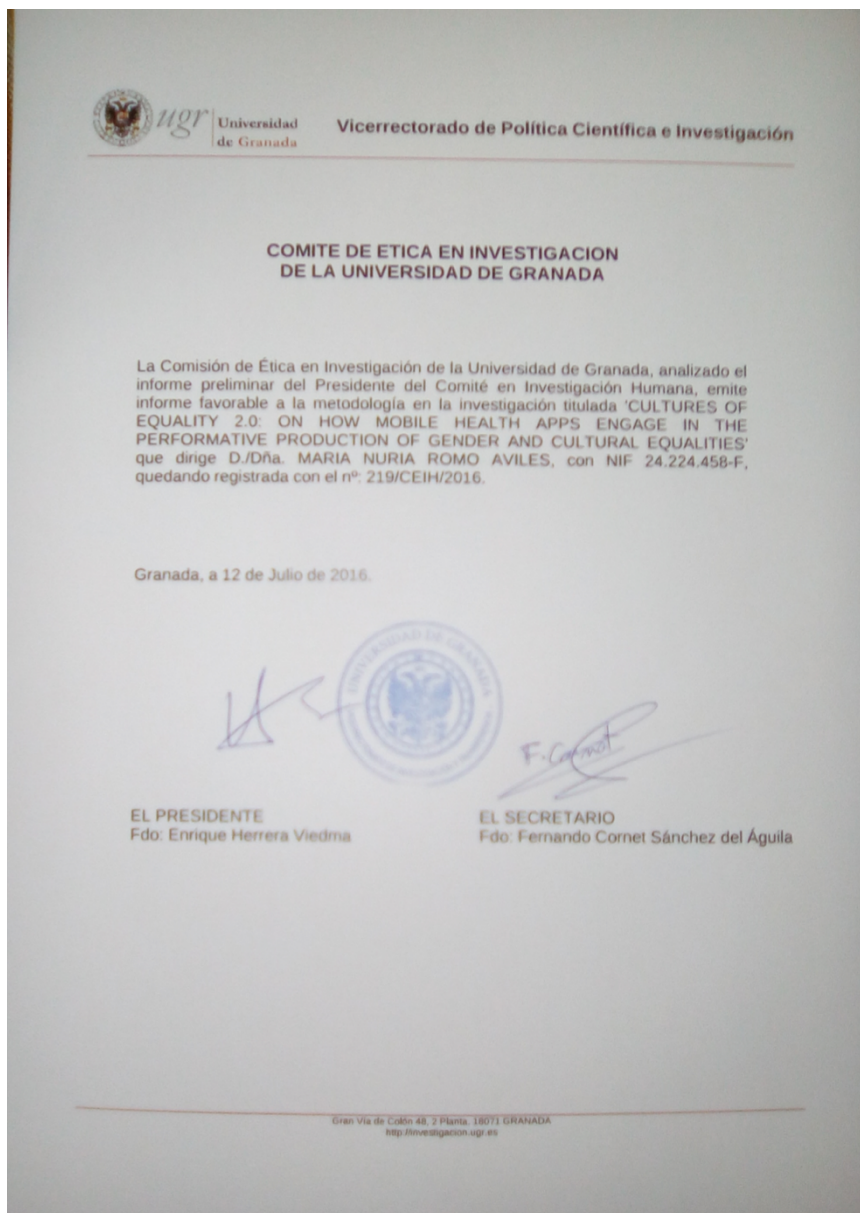 ugr Universidad de Granada
Vicerrectorado de Política Científica e Investigación
COMITE DE ETICA EN INVESTIGACION
DE LA UNIVERSIDAD DE GRANADA
La Comisión de Ética en Investigación de la Universidad de Granada, analizado el
informe preliminar del Presidente del Comité en Investigación Humana, emite
informe favorable a la metodología en la investigación titulada 'CULTURES OF
EQUALITY 2.0: ON HOW MOBILE HEALTH APPS ENGAGE IN THE
PERFORMATIVE PRODUCTION OF GENDER AND CULTURAL EQUALITIES'
que dirige D./Dña. MARIA NURIA ROMO AVILES, con NIF 24.224.458-F,
quedando registrada con el nº: 219/CEIH/2016.
Granada, a 12 de Julio de 2016.
UNIVERSIDAD DE GRANADA
F. Cornet
EL PRESIDENTE
Fdo: Enrique Herrera Viedma
EL SECRETARIO
Fdo: Fernando Cornet Sánchez del Águila
Gran Vía de Colón 48, 2 Planta, 18071 GRANADA
http://investigacion.ugr.es